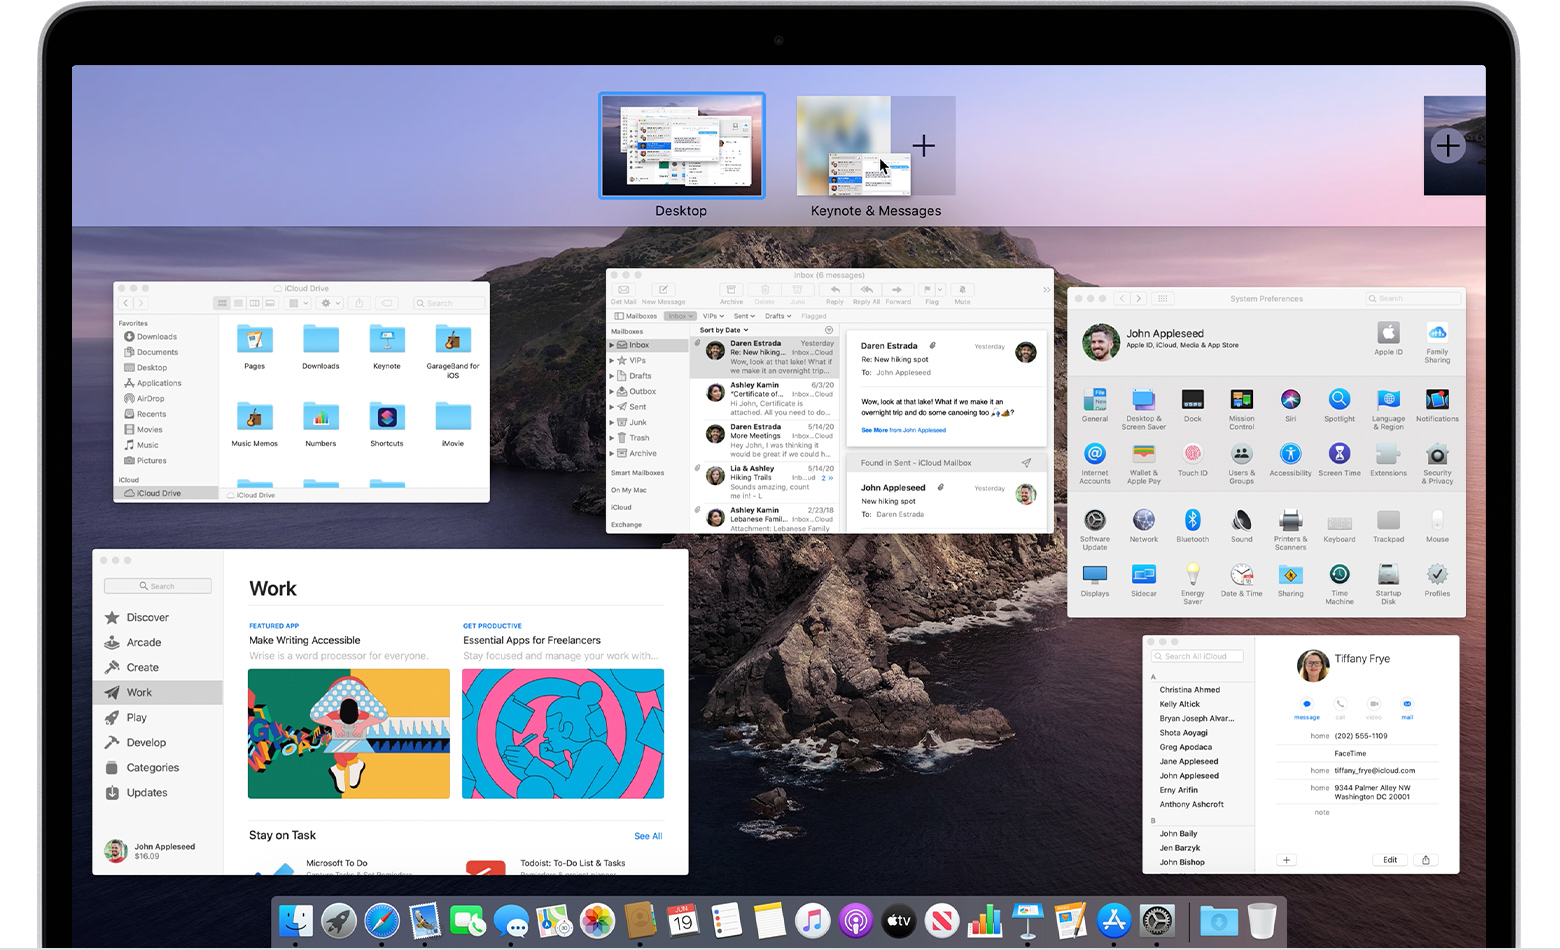 Desktop
Keynote & Messages
iCloud Drive
Search
Favorites
Downloads
Documents
Desktop
Applications
AirDrop
Recents
Movies
Music
Pictures
iCloud
iCloud Drive
Pages
Downloads
Keynote
GarageBand for
iOS
Music Memos
Numbers
Shortcuts
iMovie
iCloud Drive
Inbox (6 messages)
Get Mail
New Message
Archive
Delete
Junk
Reply
Reply All
Forward
Flag
Mute
Mailboxes
Inbox
VIPs
Sent
Drafts
Flagged
Mailboxes
Inbox
VIPs
Drafts
Outbox
Sent
Junk
Trash
Archive
Smart Mailboxes
On My Mac
iCloud
Exchange
Sort by Date
Daren Estrada Yesterday
Re: New hiking... Inbox...Cloud
Wow, look at that lake! What if
we make it an overnight trip...
Ashley Kamin 6/3/20
"Certificate of... Inbox...Cloud
Hi John, Certificate is
attached. All you need to do...
Daren Estrada 5/14/20
More Meetings Inbox...Cloud
Hey John, I was thinking it
would be great if we could h...
Lia & Ashley 5/14/20
Hiking Trails Inb...ud 2 »
Sounds amazing, count
me in! - L
Ashley Kamin 2/23/18
Lebanese Famil... Inbox...Cloud
Attachment: Lebanese Family
Daren Estrada Yesterday
Re: New hiking spot
To: John Appleseed
Wow, look at that lake! What if we make it an
overnight trip and do some canoeing too
See More from John Appleseed
Found in Sent - iCloud Mailbox
John Appleseed Yesterday
New hiking spot
To: Daren Estrada
System Preferences
Search
John Appleseed
Apple ID, iCloud, Media & App Store
Apple ID
Family
Sharing
General
Desktop &
Screen Saver
Dock
Mission
Control
Siri
Spotlight
Language
& Region
Notifications
Internet
Accounts
Wallet &
Apple Pay
Touch ID
Users &
Groups
Accessibility
Screen Time
Extensions
Security
& Privacy
Software
Update
Network
Bluetooth
Sound
Printers &
Scanners
Keyboard
Trackpad
Mouse
Displays
Sidecar
Energy
Saver
Date & Time
Sharing
Time
Machine
Startup
Disk
Profiles
Search
Discover
Arcade
Create
Work
Play
Develop
Categories
Updates
John Appleseed
$16.09
Work
FEATURED APP
Make Writing Accessible
Wrise is a word processor for everyone.
GET PRODUCTIVE
Essential Apps for Freelancers
Stay focused and manage your work with...
Stay on Task
See All
Microsoft To Do
Capture Tasks & Set Reminders
Todoist: To-Do List & Tasks
Reminders & project planner
Search All iCloud
A
Christina Ahmed
Kelly Altick
Bryan Joseph Alvar...
Shota Aoyagi
Greg Apodaca
Jane Appleseed
John Appleseed
Erny Arifin
Anthony Ashcroft
B
John Baily
Jen Barzyk
John Bishop
Tiffany Frye
message
call
video
mail
home (202) 555-1109
FaceTime
home tiffany_frye@icloud.com
home 9344 Palmer Alley NW
Washington DC 20001
note
Edit
JUN
19
tv